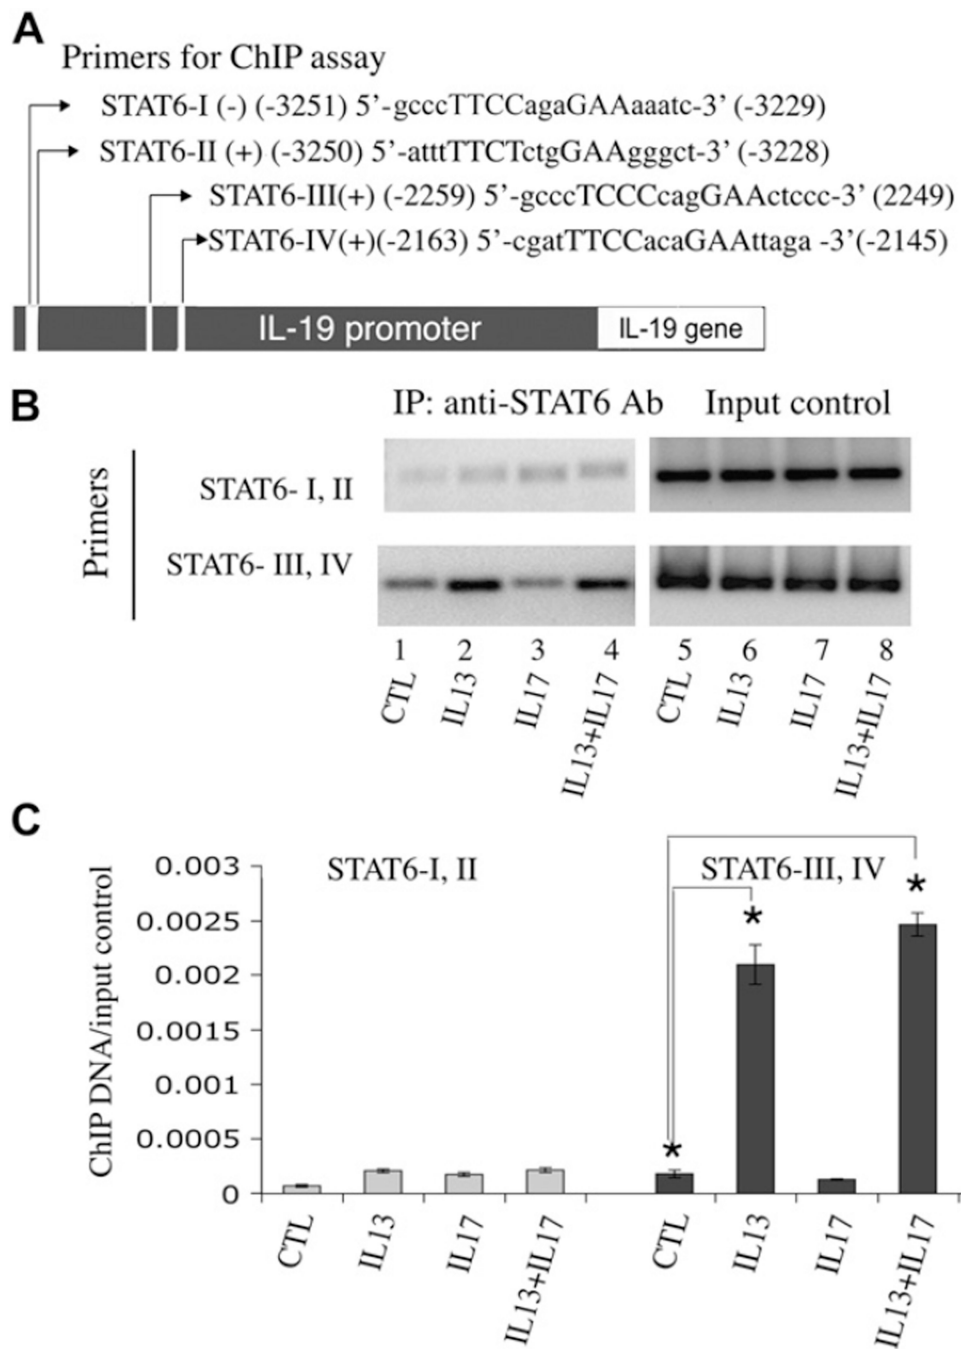 A
Primers for ChIP assay
STAT6-I (-) (-3251) 5’-gcccTTCCagaGAAaaatc-3’ (-3229)
STAT6-II (+) (-3250) 5’-atttTTCTctgGAAgggct-3’ (-3228)
STAT6-III(+) (-2259) 5’-gcccTCCCcagGAActccc-3’ (2249)
STAT6-IV(+)(-2163) 5’-cgatTTCCacaGAAttaga -3’(-2145)
IL-19 promoter
IL-19 gene
B
IP: anti-STAT6 Ab
Input control
Primers
STAT6- I, II
STAT6- III, IV
1 2 3 4 5 6 7 8
CTL IL13 IL17 IL13+IL17 CTL IL13 IL17 IL13+IL17
C
ChIP DNA/input control
STAT6-I, II
STAT6-III, IV
0.003
0.0025
0.002
0.0015
0.001
0.0005
0
* * *
CTL IL13 IL17 IL13+IL17 CTL IL13 IL17 IL13+IL17